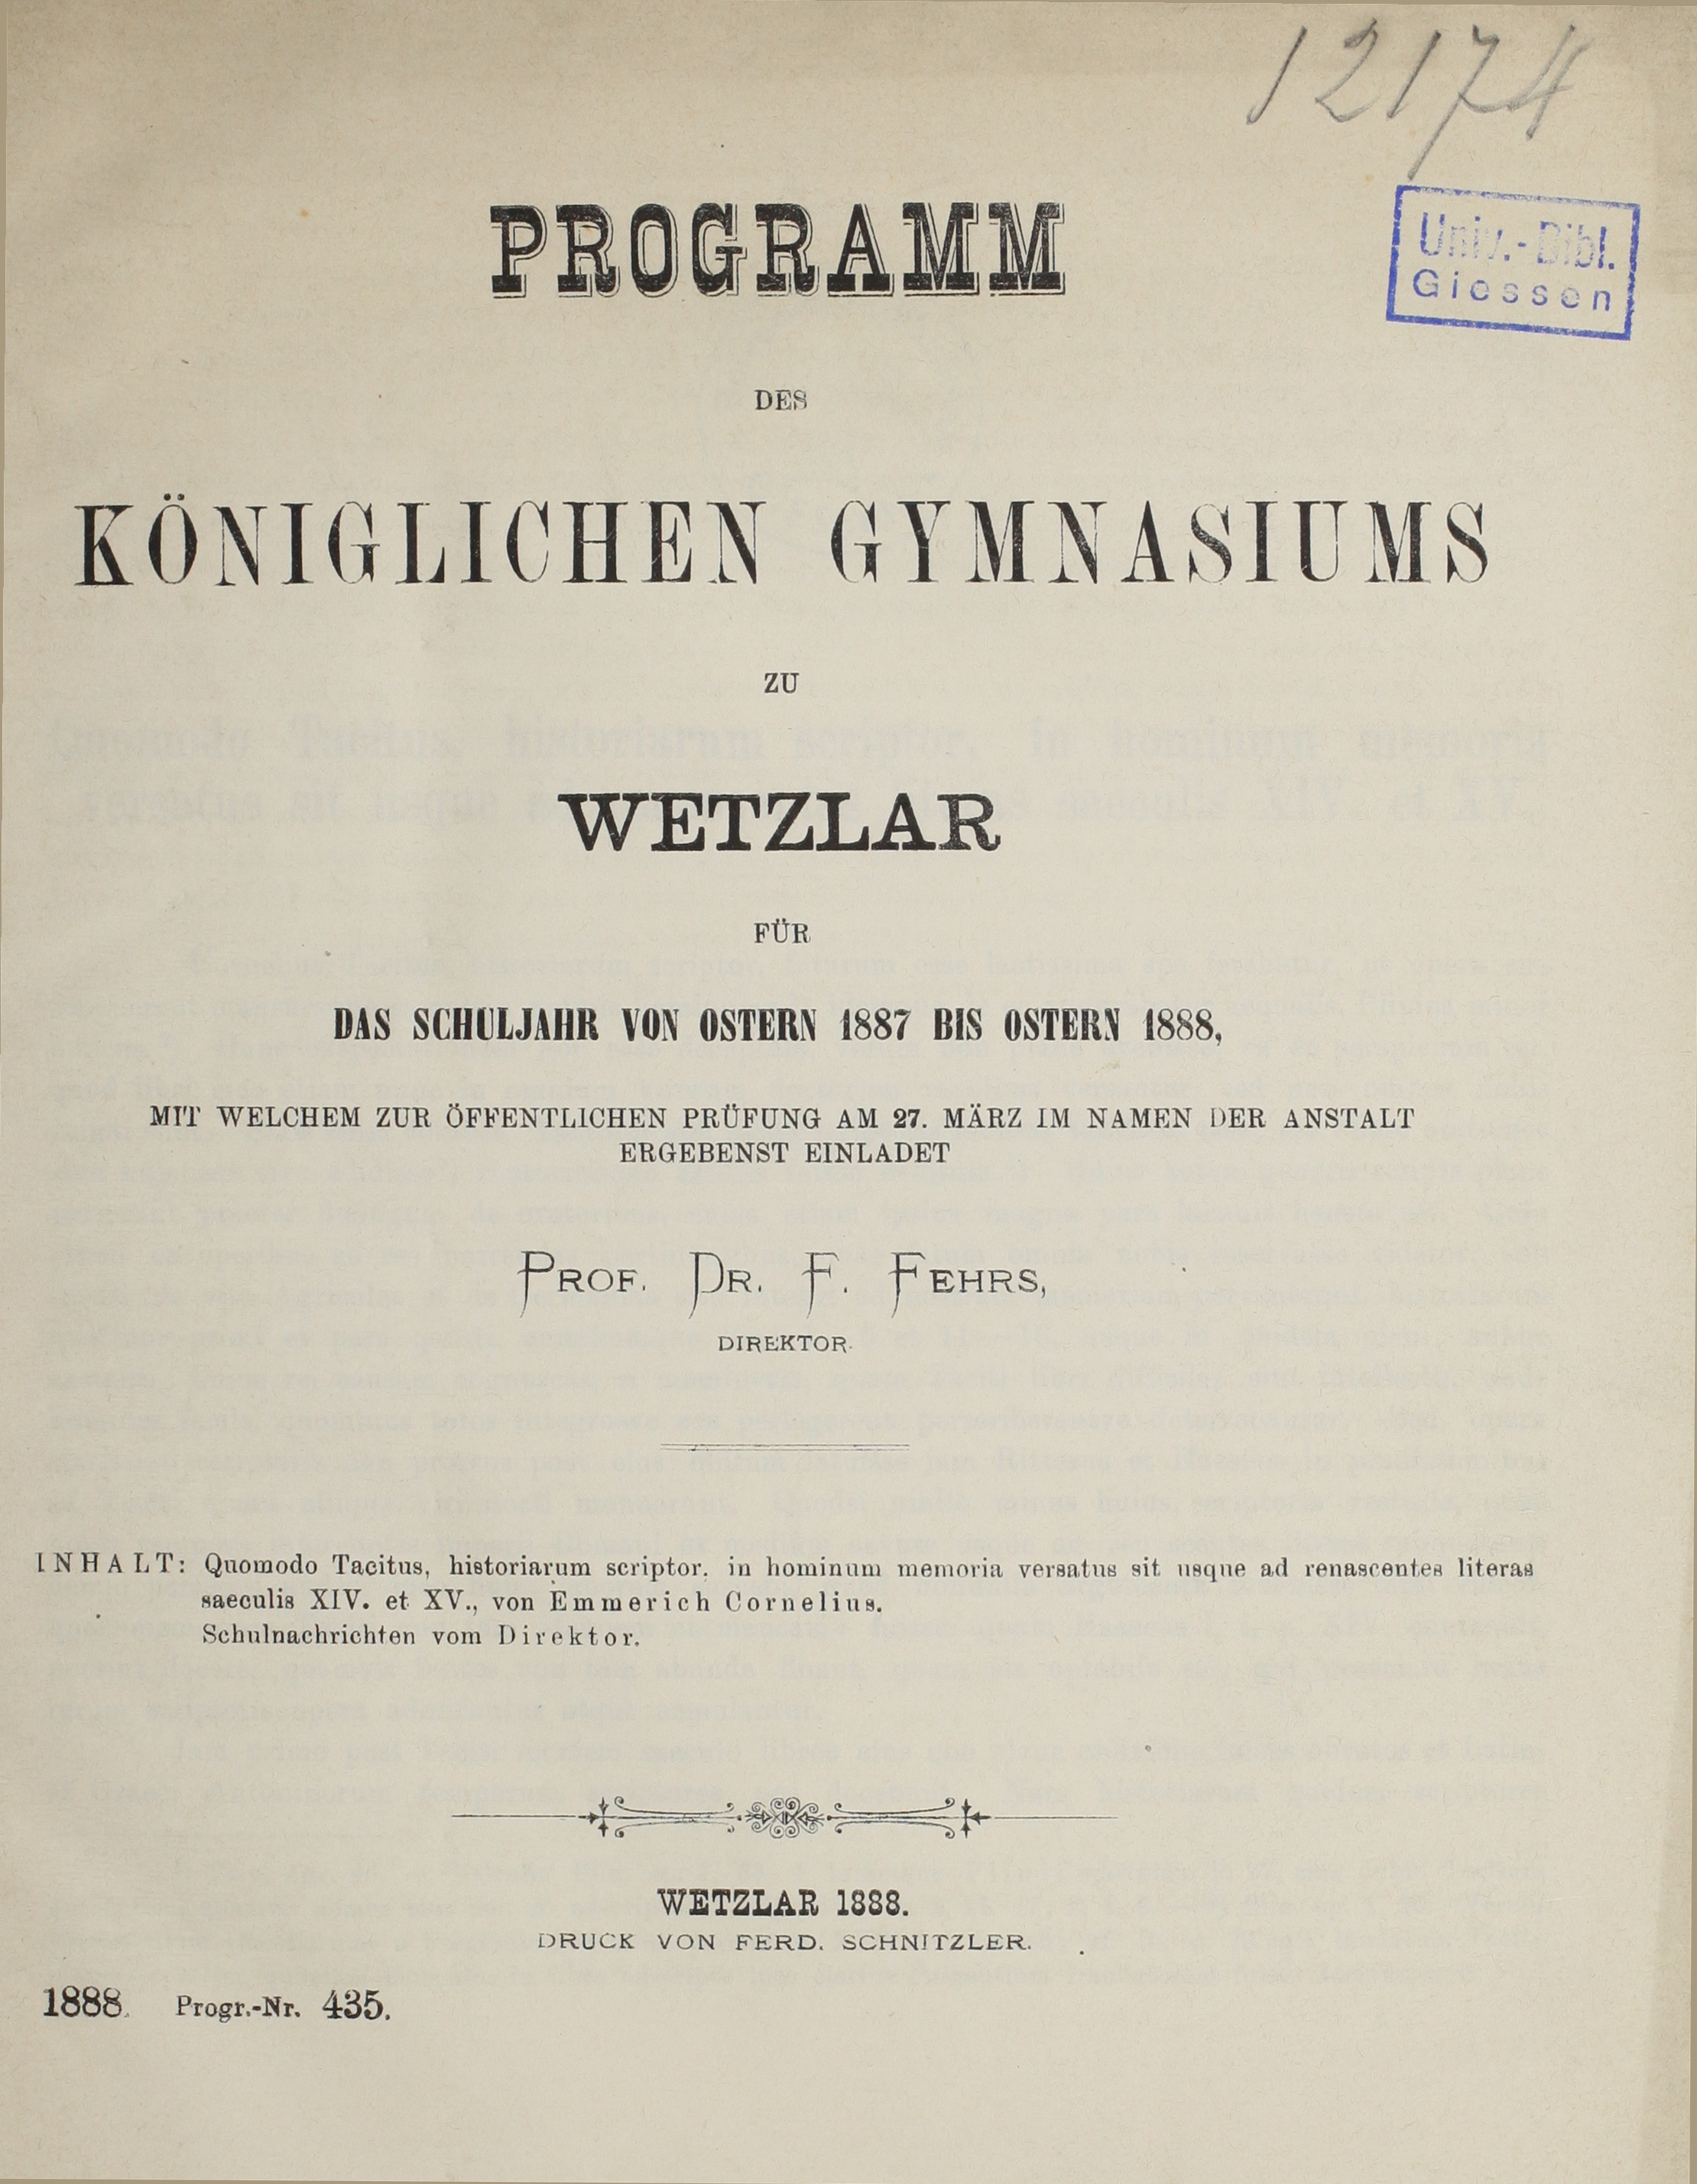 12174
Univ.-Bibl.
Giessen
PROGRAMM
DES
KÖNIGLICHEN GYMNASIUMS
ZU
WETZLAR
FÜR
DAS SCHULJAHR VON OSTERN 1887 BIS OSTERN 1888,
MIT WELCHEM ZUR ÖFFENTLICHEN PRÜFUNG AM 27. MÄRZ IM NAMEN DER ANSTALT
ERGEBENST EINLADET
PROF. DR. F. FEHRS,
DIREKTOR.
INHALT: Quomodo Tacitus, historiarum scriptor, in hominum memoria versatus sit usque ad renascentes literas
saeculis XIV. et XV., von Emmerich Cornelius.
Schulnachrichten vom Direktor.
WETZLAR 1888.
DRUCK VON FERD. SCHNITZLER.
1888. Progr.-Nr. 435.